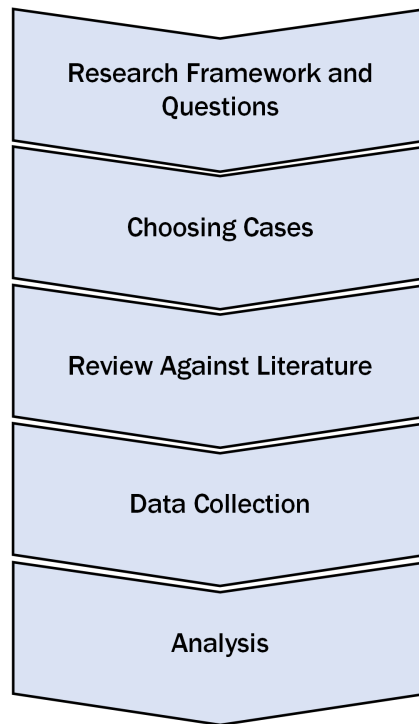 Research Framework and
Questions
Choosing Cases
Review Against Literature
Data Collection
Analysis